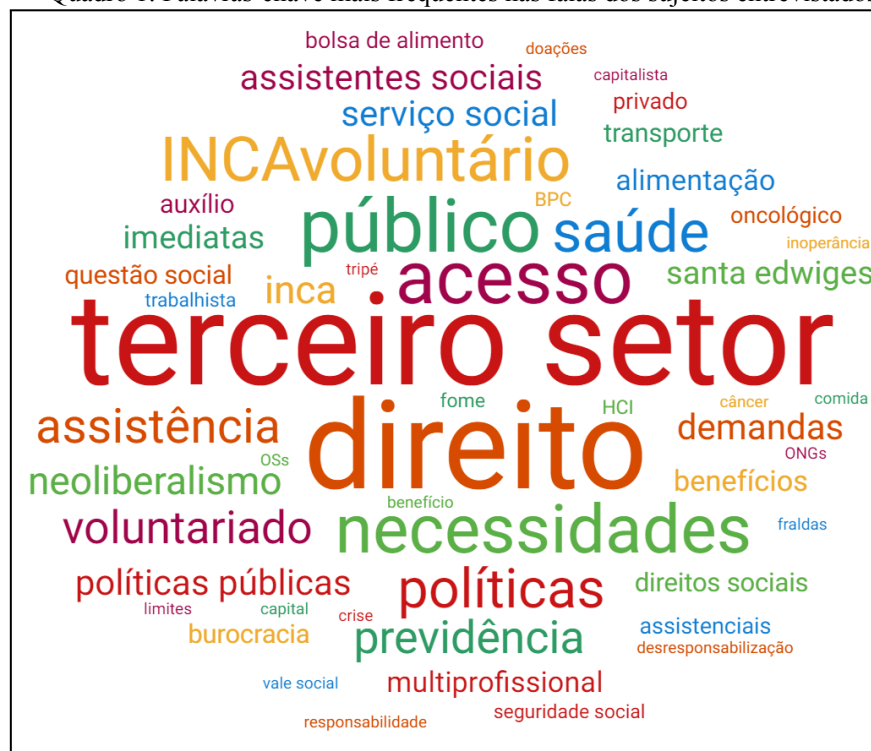 Quadro 1: Palavras-chave mais frequentes nas falas dos sujeitos entrevistados
bolsa de alimento
doações
assistentes sociais
capitalista
serviço social
privado
transporte
INCAvoluntário
alimentação
BPC
auxílio
público
saúde
oncológico
imediatas
inoperância
questão social
tripé
acesso
santa edwiges
trabalhista
inca
terceiro setor
fome
HCI
câncer
comida
assistência
direito
demandas
OSs
ONGs
neoliberalismo
benefícios
benefício
voluntariado
necessidades
fraldas
políticas públicas
políticas
direitos sociais
limites
capital
crise
burocracia
previdência
assistenciais
desresponsabilização
vale social
multiprofissional
responsabilidade
seguridade social